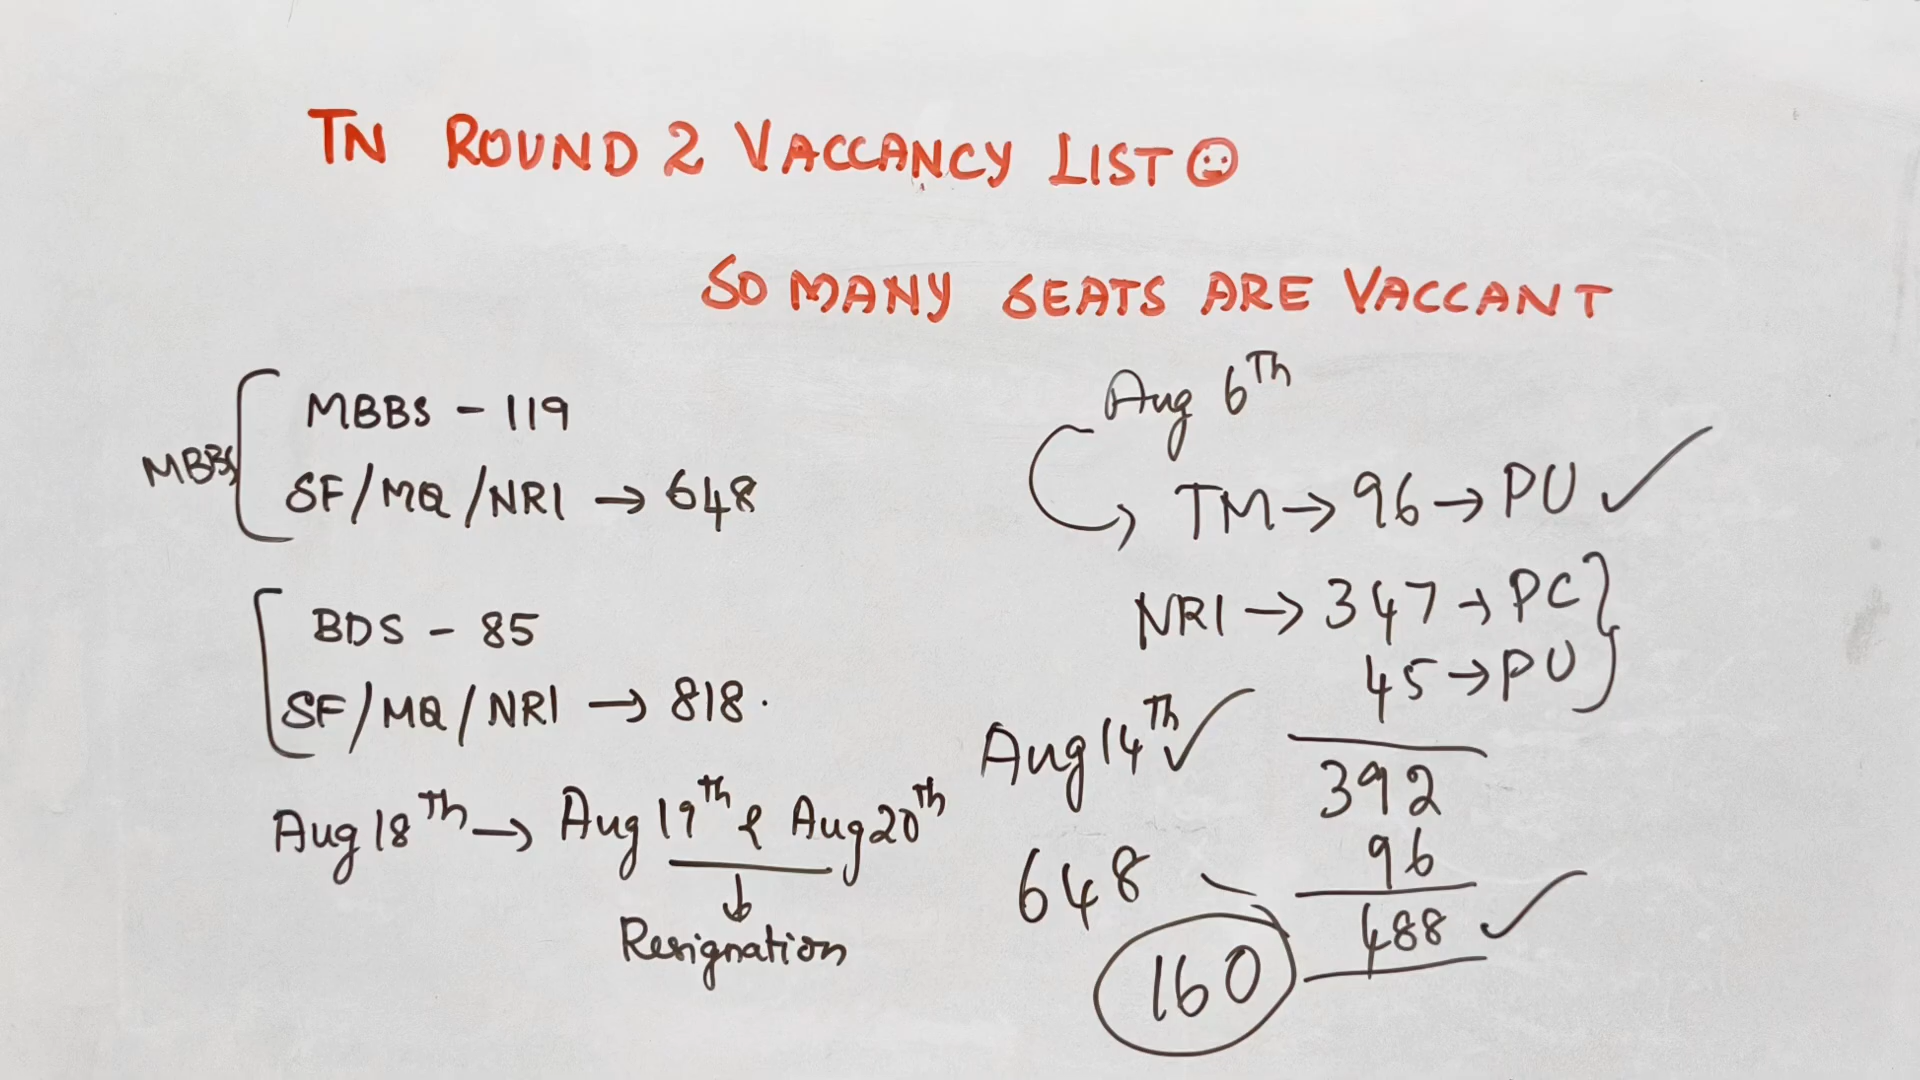 TN ROUND 2 VACCANCY LIST
SO MANY SEATS ARE VACCANT
MBBS
MBBS - 119
SF/MQ/NRI → 648
BDS - 85
SF/MQ/NRI → 818.
Aug 18Th → Aug 19th & Aug 20th
Resignation
Aug 6Th
TM → 96 → PU ✓
NRI → 347 → PC
45 → PU
Aug 14Th ✓
392
96
648
488 ✓
160